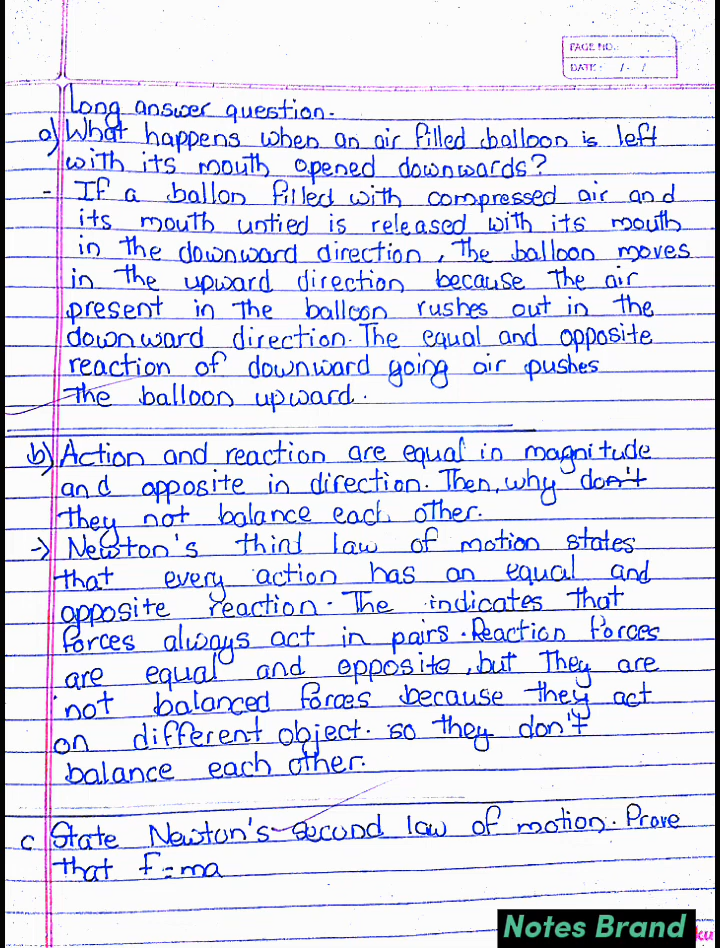 PAGE NO.:
DATE: / /
Long answer question.
a) What happens when an air filled balloon is left
with its mouth opened downwards?
- If a ballon filled with compressed air and
its mouth untied is released with its mouth
in the downward direction, The balloon moves
in the upward direction because the air
present in The balloon rushes out in the
downward direction. The equal and opposite
reaction of downward going air pushes
The balloon upward.
b) Action and reaction are equal in magnitude
and opposite in direction. Then, why don't
they not balance each other.
→ Newton's third law of motion states
that every action has an equal and
opposite reaction. The indicates that
forces always act in pairs. Reaction forces
are equal and opposite, but They are
not balanced forces because they act
on different object. so they don't
balance each other.
c State Newton's second law of motion. Prove
that f=ma
Notes Brand
ku